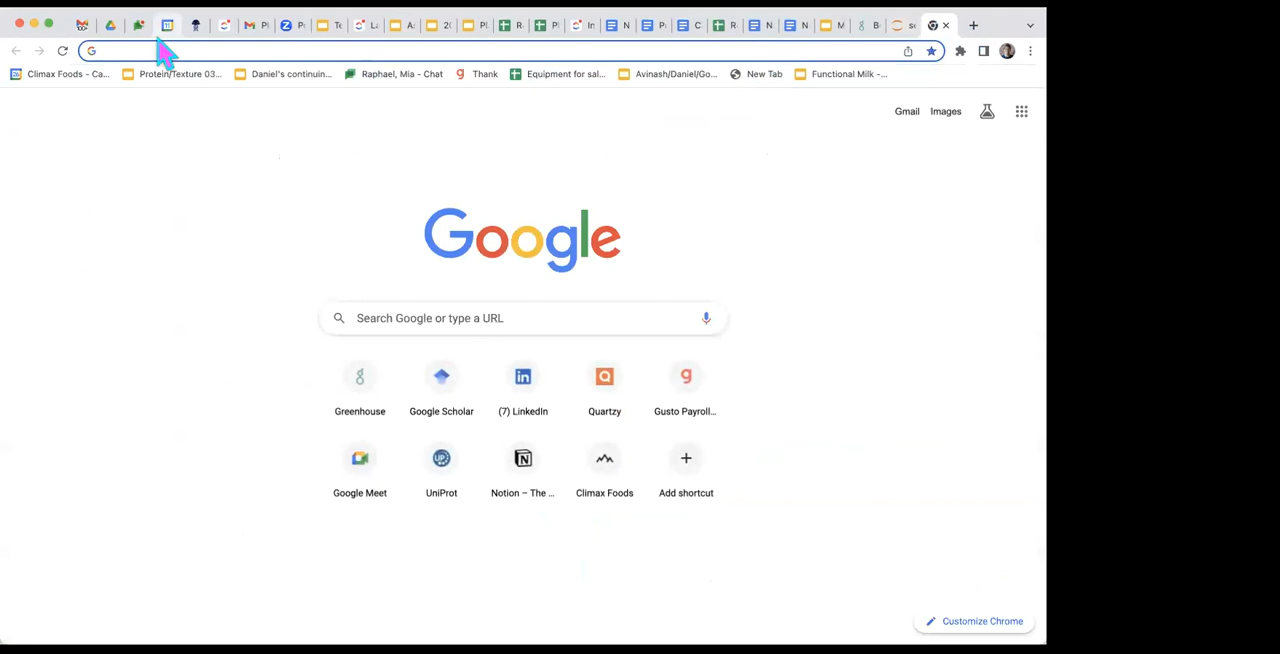 Climax Foods - Ca...
Protein/Texture 03...
Daniel's continuin...
Raphael, Mia - Chat
Thank
Equipment for sal...
Avinash/Daniel/Go...
New Tab
Functional Milk -...
Gmail
Images
Google
Search Google or type a URL
Greenhouse
Google Scholar
(7) LinkedIn
Quartzy
Gusto Payroll...
Google Meet
UniProt
Notion – The ...
Climax Foods
Add shortcut
Customize Chrome